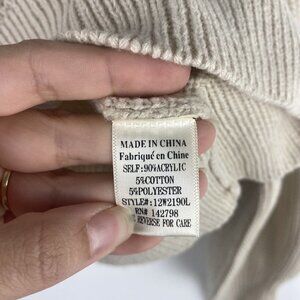 MADE IN CHINA
Fabriqué en Chine
SELF: 90%ACRYLIC
5%COTTON
5%POLYESTER
STYLE#: 12W2190L
RN# 142798
REVERSE FOR CARE